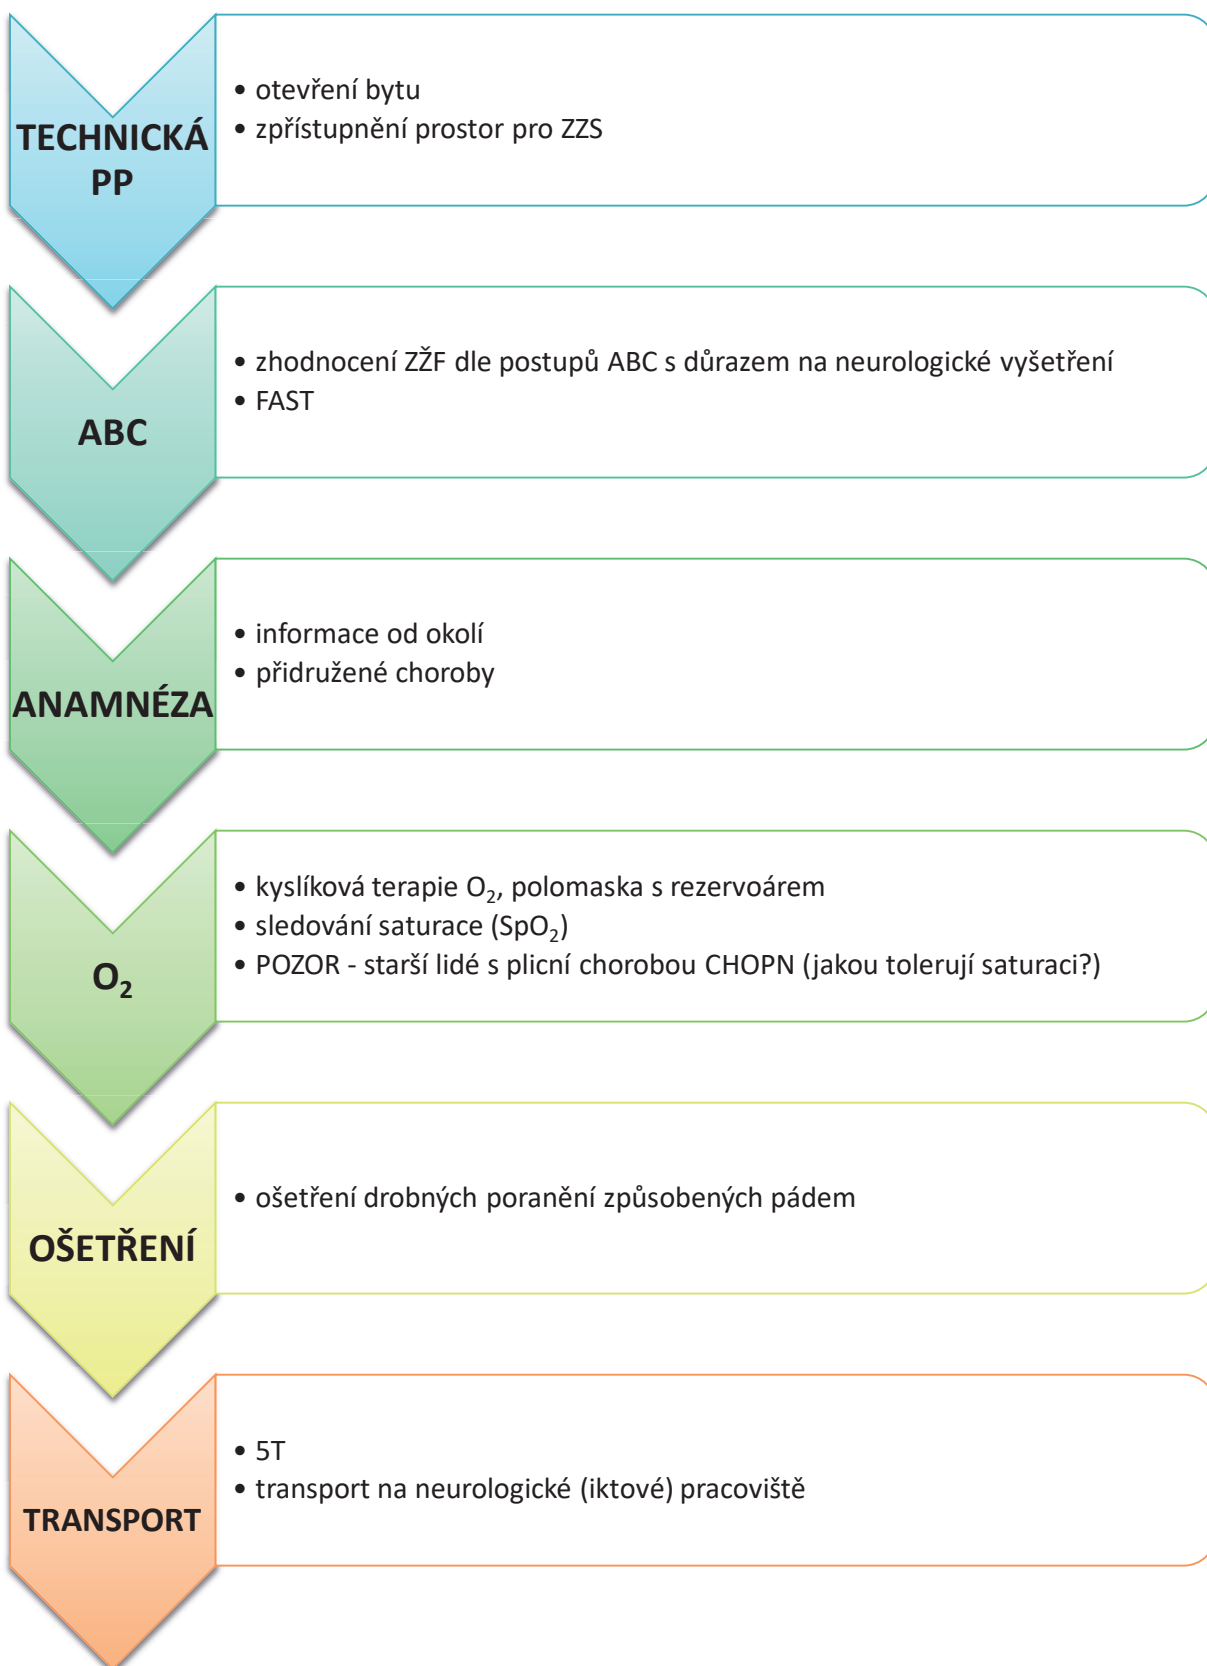 TECHNICKÁ
PP
• otevření bytu
• zpřístupnění prostor pro ZZS
ABC
• zhodnocení ZŽF dle postupů ABC s důrazem na neurologické vyšetření
• FAST
ANAMNÉZA
• informace od okolí
• přidružené choroby
O₂
• kyslíková terapie O₂, polomaska s rezervoárem
• sledování saturace (SpO₂)
• POZOR - starší lidé s plicní chorobou CHOPN (jakou tolerují saturaci?)
OŠETŘENÍ
• ošetření drobných poranění způsobených pádem
TRANSPORT
• 5T
• transport na neurologické (iktové) pracoviště